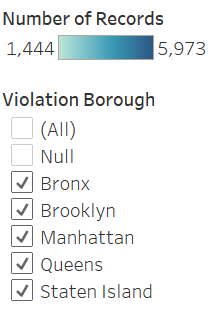 Number of Records
1,444 5,973
Violation Borough
(All)
Null
Bronx
Brooklyn
Manhattan
Queens
Staten Island